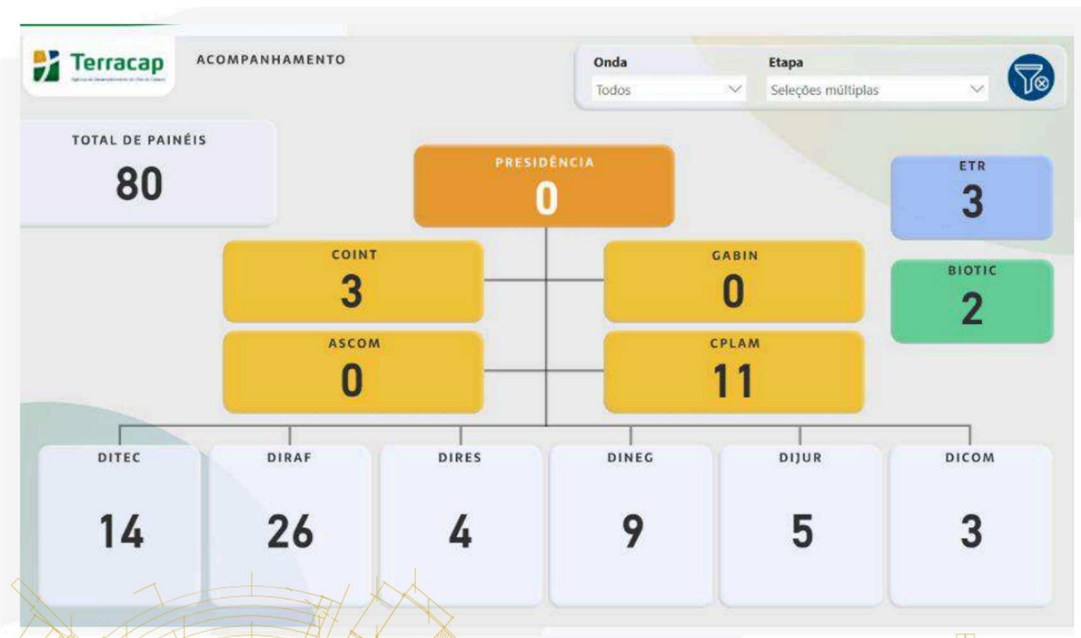 Terracap
ACOMPANHAMENTO
Onda
Todos
Etapa
Seleções múltiplas
TOTAL DE PAINÉIS
80
PRESIDÊNCIA
0
ETR
3
COINT
3
GABIN
0
BIOTIC
2
ASCOM
0
CPLAM
11
DITEC
14
DIRAF
26
DIRES
4
DINEG
9
DIJUR
5
DICOM
3